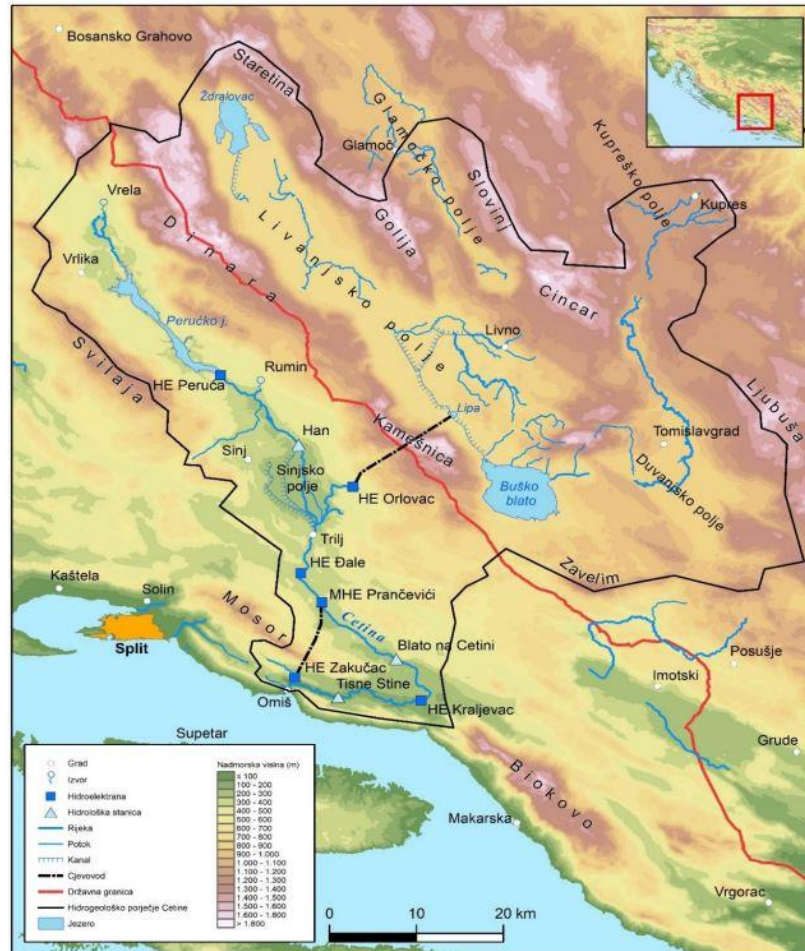 Bosansko Grahovo
Staretina
Ždralovac
Glamoč
Glamočko polje
Kupreško polje
Slovinj
Kupres
Vrela
Golija
Livanjsko polje
Dinara
Cincar
Vrlika
Peručko j.
Livno
Ljubuša
Svilaja
HE Peruća
Rumin
Lipa
Han
Kamešnica
Tomislavgrad
Sinj
Sinjsko
polje
Buško
blato
Duvanjsko polje
HE Orlovac
Trilj
HE Đale
Zavelim
Kaštela
Solin
MHE Prančevići
Mosor
Cetina
Split
Blato na Cetini
Posušje
HE Zakučac
Imotski
Tisne Stine
Omiš
HE Kraljevac
Supetar
Grude
Biokovo
Makarska
Vrgorac
Grad
Izvor
Hidroelektrana
Hidrološka stanica
Rijeka
Potok
Kanal
Cjevovod
Državna granica
Hidrogeološko porječje Cetine
Jezero
Nadmorska visina (m)
≤ 100
100 - 200
200 - 300
300 - 400
400 - 500
500 - 600
600 - 700
700 - 800
800 - 900
900 - 1.000
1.000 - 1.100
1.100 - 1.200
1.200 - 1.300
1.300 - 1.400
1.400 - 1.500
1.500 - 1.600
1.600 - 1.800
> 1.800
0 10 20 km